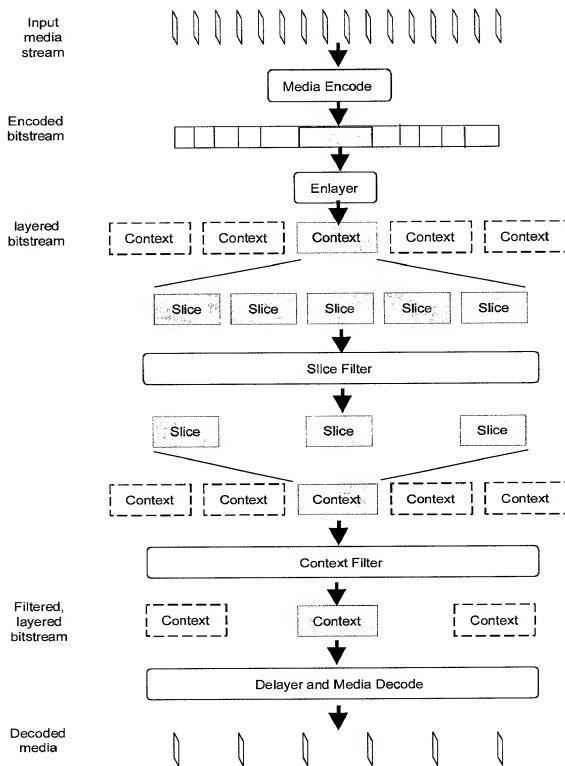 Input
media
stream
Media Encode
Encoded
bitstream
Enlayer
layered
bitstream
Context Context Context Context Context
Slice Slice Slice Slice Slice
Slice Filter
Slice Slice Slice
Context Context Context Context Context
Context Filter
Filtered,
layered
bitstream
Context Context Context
Delayer and Media Decode
Decoded
media